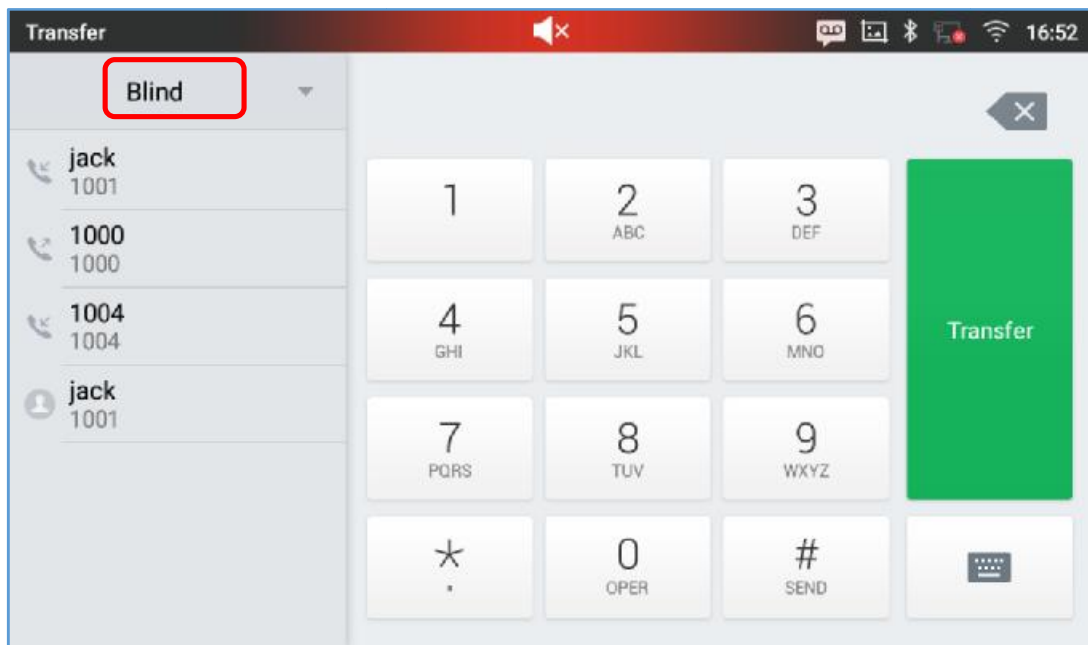 Transfer 16:52
Blind
jack
1001
1000
1000
1004
1004
jack
1001
1 2 3
ABC DEF
4 5 6
GHI JKL MNO
Transfer
7 8 9
PQRS TUV WXYZ
* 0 #
. OPER SEND